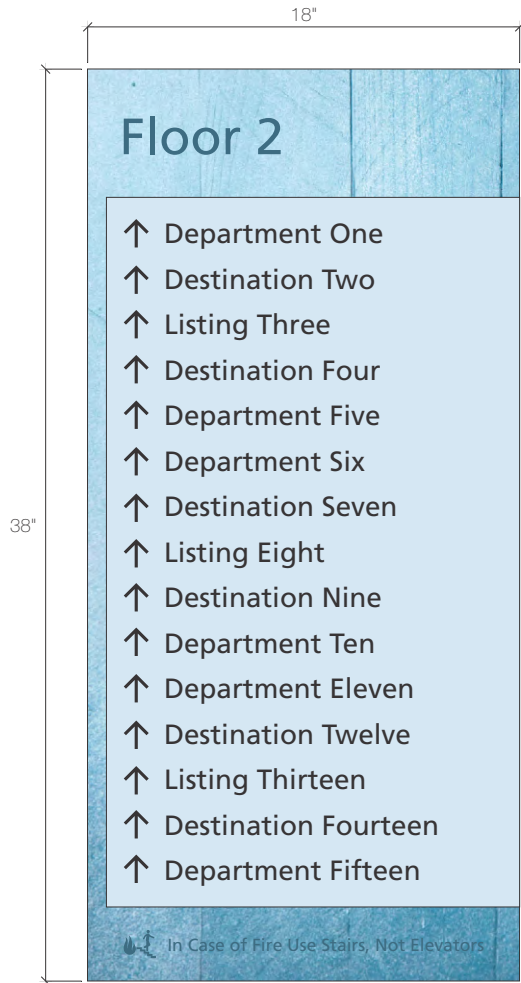 18"
Floor 2
↑ Department One
↑ Destination Two
↑ Listing Three
↑ Destination Four
↑ Department Five
↑ Department Six
↑ Destination Seven
↑ Listing Eight
↑ Destination Nine
↑ Department Ten
↑ Department Eleven
↑ Destination Twelve
↑ Listing Thirteen
↑ Destination Fourteen
↑ Department Fifteen
38"
In Case of Fire Use Stairs, Not Elevators